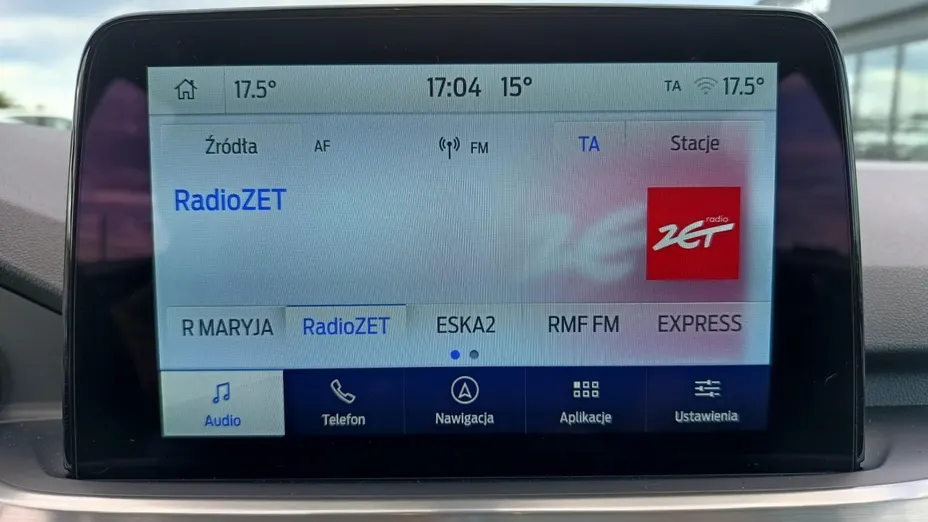 17.5° 17:04 15° TA 17.5°
Źródła AF FM TA Stacje
RadioZET
radio
ZET
R MARYJA RadioZET ESKA2 RMF FM EXPRESS
Audio Telefon Nawigacja Aplikacje Ustawienia